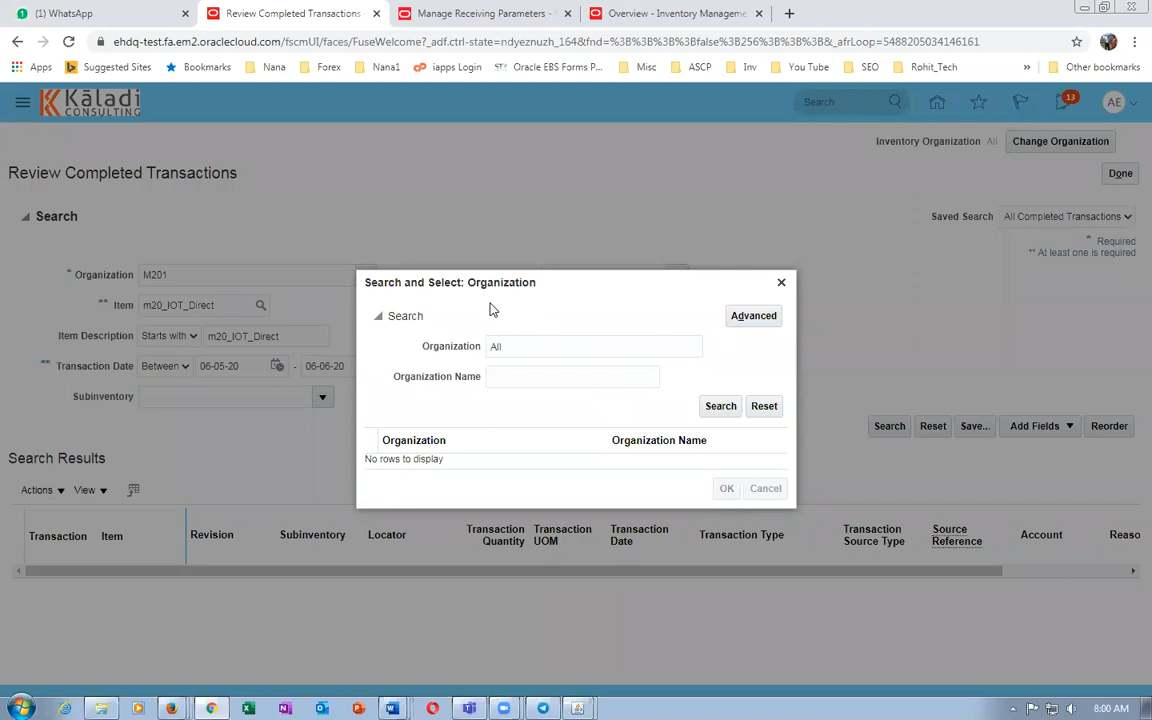 (1) WhatsApp
Review Completed Transactions -
Manage Receiving Parameters -
Overview - Inventory Manageme
ehdq-test.fa.em2.oraclecloud.com/fscmUI/faces/FuseWelcome?_adf.ctrl-state=ndyeznuzh_164&fnd=%3B%3B%3B%3Bfalse%3B256%3B%3B%3B&_afrLoop=5488205034146161
Apps
Suggested Sites
Bookmarks
Nana
Forex
Nana1
iapps Login
Oracle EBS Forms P...
Misc
ASCP
Inv
You Tube
SEO
Rohit_Tech
»
Other bookmarks
Kāladi
CONSULTING
Search
13
AE
Inventory Organization All Change Organization
Review Completed Transactions
Done
Search
Saved Search All Completed Transactions
* Required
** At least one is required
* Organization M201
** Item m20_IOT_Direct
Item Description Starts with m20_IOT_Direct
** Transaction Date Between 06-05-20 - 06-06-20
Subinventory
Search and Select: Organization
Search
Advanced
Organization All
Organization Name
Search Reset
Organization Organization Name
No rows to display
OK Cancel
Search Reset Save... Add Fields Reorder
Search Results
Actions View
Transaction Item Revision Subinventory Locator Transaction Quantity Transaction UOM Transaction Date Transaction Type Transaction Source Type Source Reference Account Reaso
8:00 AM